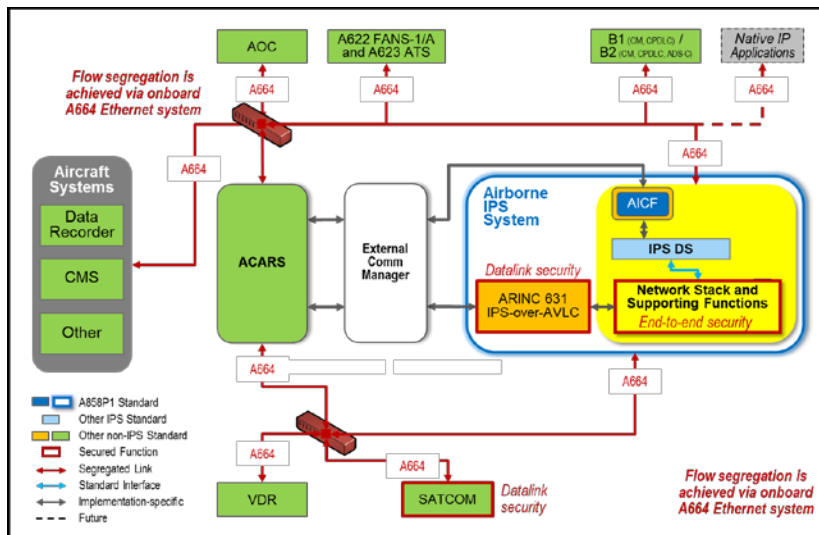 AOC
A622 FANS-1/A
and A623 ATS
B1 (CM, CPDLC) /
B2 (CM, CPDLC, ADS-C)
Native IP
Applications
Flow segregation is
achieved via onboard
A664 Ethernet system
A664
A664
A664
A664
A664
A664
Aircraft
Systems
Data
Recorder
CMS
Other
ACARS
External
Comm
Manager
Airborne
IPS
System
AICF
IPS DS
Datalink security
ARINC 631
IPS-over-AVLC
Network Stack and
Supporting Functions
End-to-end security
A664
A664
A664
A664
VDR
SATCOM
Datalink
security
A858P1 Standard
Other IPS Standard
Other non-IPS Standard
Secured Function
Segregated Link
Standard Interface
Implementation-specific
Future
Flow segregation is
achieved via onboard
A664 Ethernet system